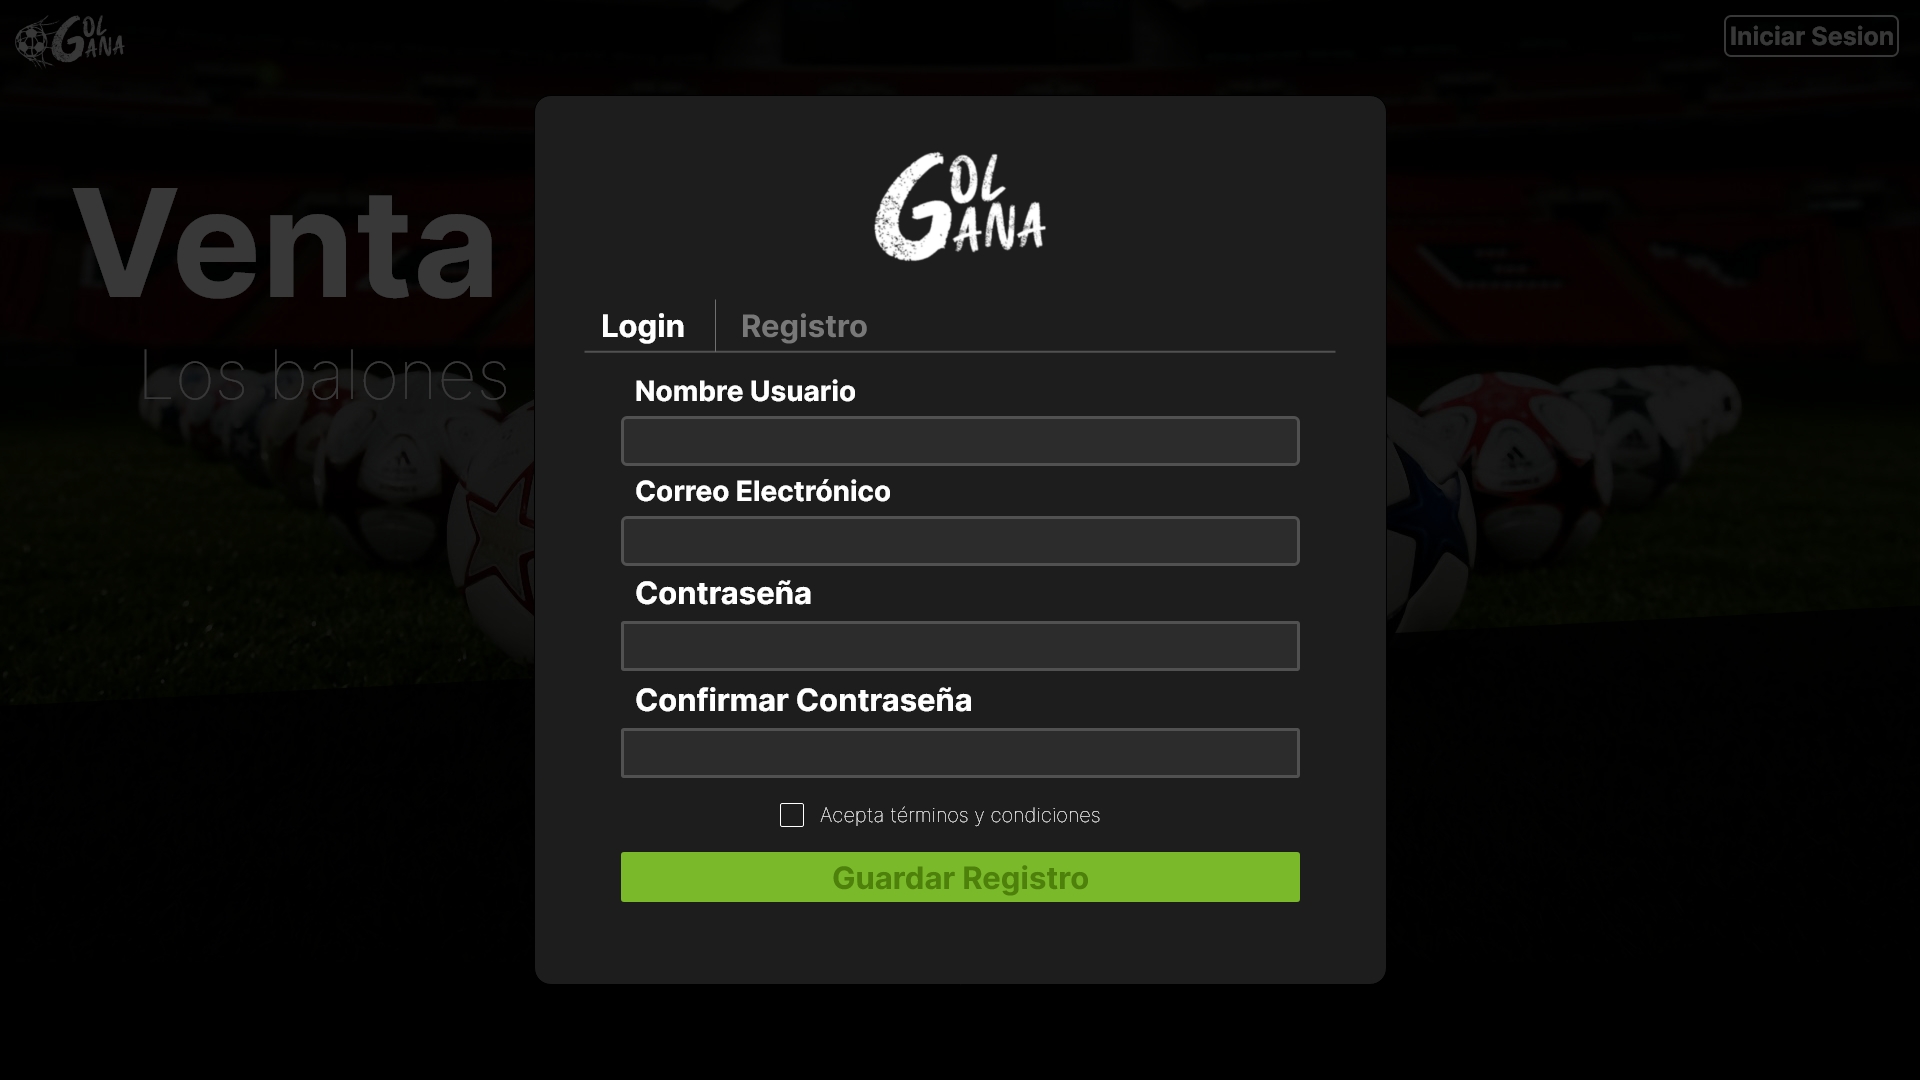 GOL
GANA
Iniciar Sesion
Venta
Los balones
GOL
GANA
Login
Registro
Nombre Usuario
Correo Electrónico
Contraseña
Confirmar Contraseña
Acepta términos y condiciones
Guardar Registro